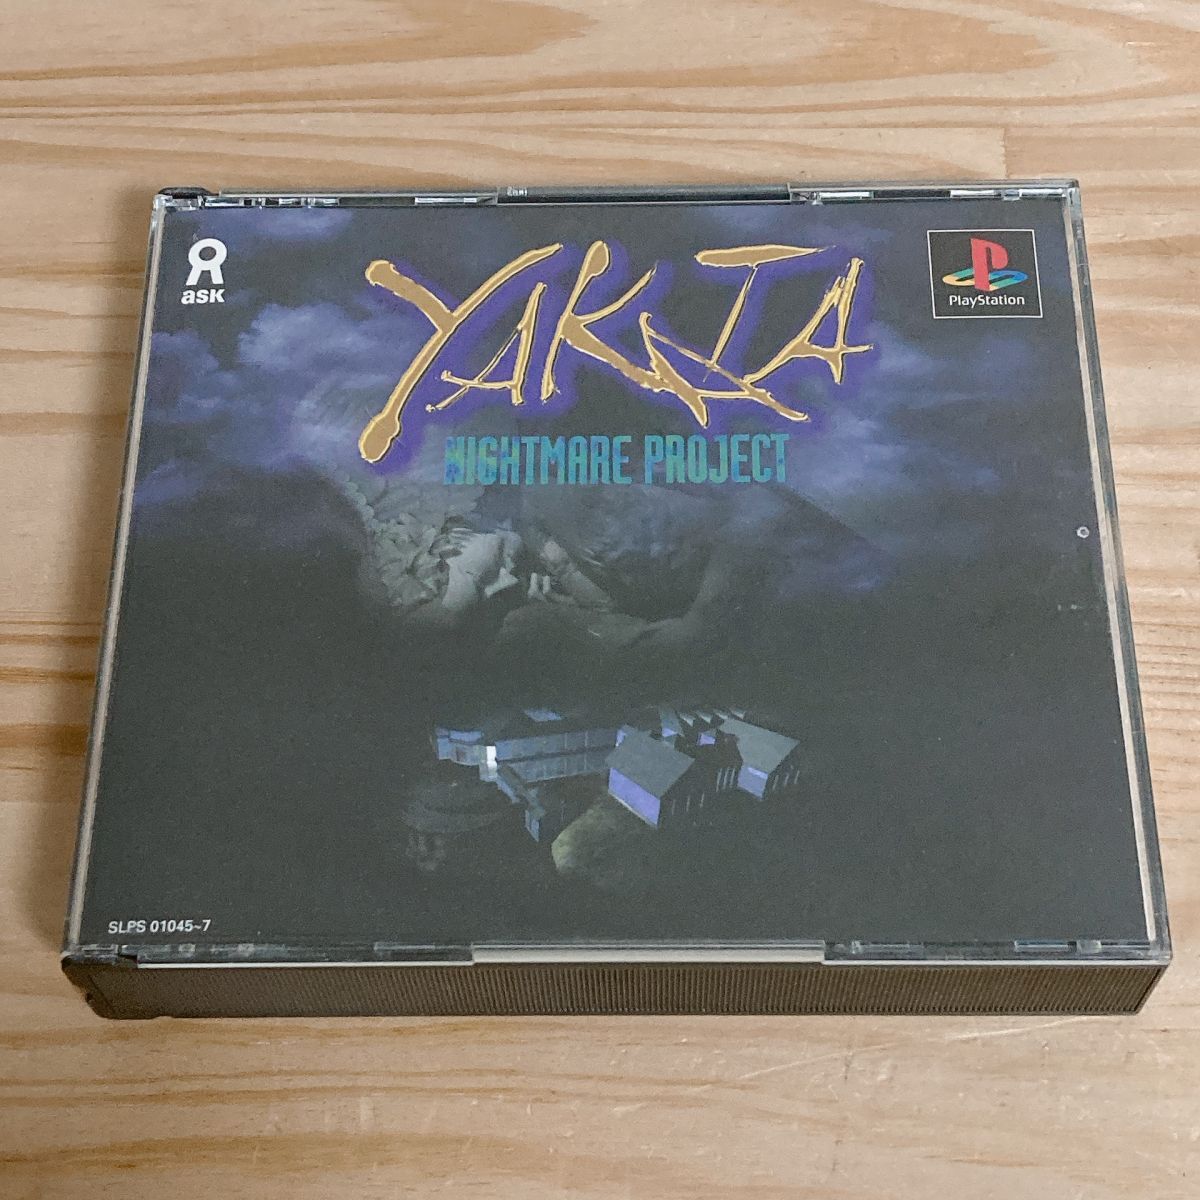 ask
YAKATA
PlayStation
NIGHTMARE PROJECT
SLPS 01045~7